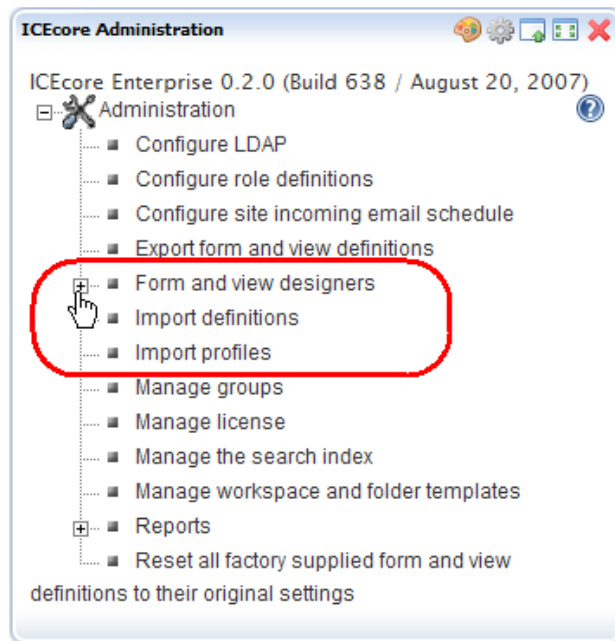 ICEcore Administration
ICEcore Enterprise 0.2.0 (Build 638 / August 20, 2007)
Administration
Configure LDAP
Configure role definitions
Configure site incoming email schedule
Export form and view definitions
Form and view designers
Import definitions
Import profiles
Manage groups
Manage license
Manage the search index
Manage workspace and folder templates
Reports
Reset all factory supplied form and view
definitions to their original settings